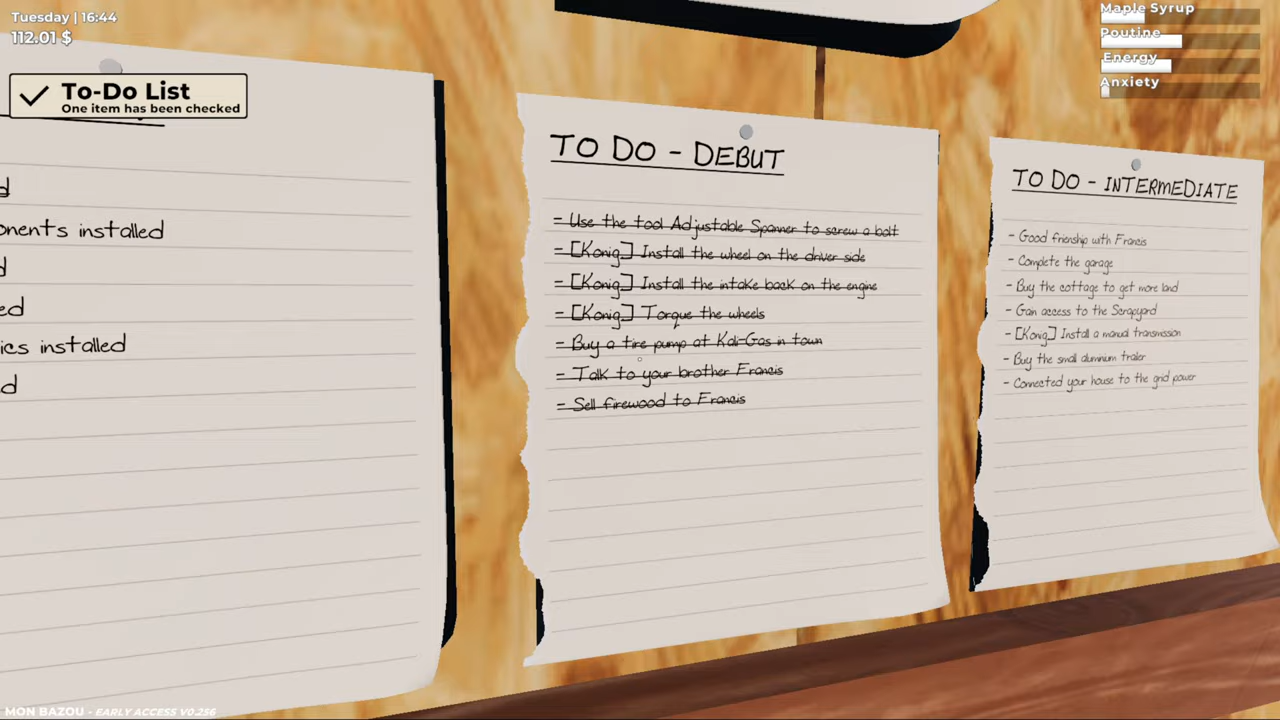 Tuesday | 16:44
112.01 $
To-Do List
One item has been checked
Maple Syrup
Poutine
Energy
Anxiety
onents installed
ed
ics installed
TO DO - DEBUT
- Use the tool Adjustable Spanner to screw a bolt
- [Konig] Install the wheel on the driver side
- [Konig] Install the intake back on the engine
- [Konig] Torque the wheels
- Buy a tire pump at Kali-Gas in town
- Talk to your brother Francis
- Sell firewood to Francis
TO DO - INTERMEDIATE
- Good frienship with Francis
- Complete the garage
- Buy the cottage to get more land
- Gain access to the Scrapyard
- [Konig] Install a manual transmission
- Buy the small aluminum trailer
- Connected your house to the grid power
MON BAZOU - EARLY ACCESS V0.256